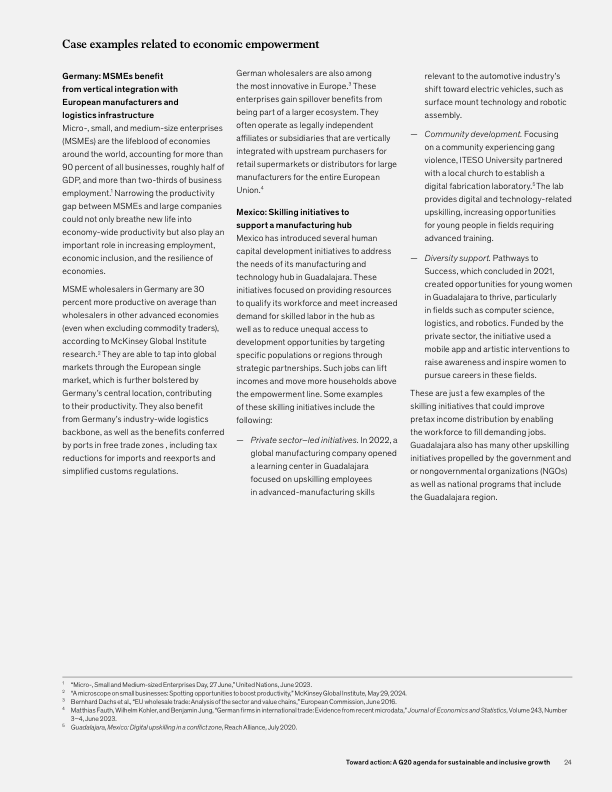 Case examples related to economic empowerment
Germany: MSMEs benefit
from vertical integration with
European manufacturers and
logistics infrastructure
Micro-, small, and medium-size enterprises
(MSMEs) are the lifeblood of economies
around the world, accounting for more than
90 percent of all businesses, roughly half of
GDP, and more than two-thirds of business
employment.¹ Narrowing the productivity
gap between MSMEs and large companies
could not only breathe new life into
economy-wide productivity but also play an
important role in increasing employment,
economic inclusion, and the resilience of
economies.
MSME wholesalers in Germany are 30
percent more productive on average than
wholesalers in other advanced economies
(even when excluding commodity traders),
according to McKinsey Global Institute
research.² They are able to tap into global
markets through the European single
market, which is further bolstered by
Germany's central location, contributing
to their productivity. They also benefit
from Germany's industry-wide logistics
backbone, as well as the benefits conferred
by ports in free trade zones , including tax
reductions for imports and reexports and
simplified customs regulations.
German wholesalers are also among
the most innovative in Europe.³ These
enterprises gain spillover benefits from
being part of a larger ecosystem. They
often operate as legally independent
affiliates or subsidiaries that are vertically
integrated with upstream purchasers for
retail supermarkets or distributors for large
manufacturers for the entire European
Union.⁴
Mexico: Skilling initiatives to
support a manufacturing hub
Mexico has introduced several human
capital development initiatives to address
the needs of its manufacturing and
technology hub in Guadalajara. These
initiatives focused on providing resources
to qualify its workforce and meet increased
demand for skilled labor in the hub as
well as to reduce unequal access to
development opportunities by targeting
specific populations or regions through
strategic partnerships. Such jobs can lift
incomes and move more households above
the empowerment line. Some examples
of these skilling initiatives include the
following:
— Private sector–led initiatives. In 2022, a
global manufacturing company opened
a learning center in Guadalajara
focused on upskilling employees
in advanced-manufacturing skills
relevant to the automotive industry's
shift toward electric vehicles, such as
surface mount technology and robotic
assembly.
— Community development. Focusing
on a community experiencing gang
violence, ITESO University partnered
with a local church to establish a
digital fabrication laboratory.⁵ The lab
provides digital and technology-related
upskilling, increasing opportunities
for young people in fields requiring
advanced training.
— Diversity support. Pathways to
Success, which concluded in 2021,
created opportunities for young women
in Guadalajara to thrive, particularly
in fields such as computer science,
logistics, and robotics. Funded by the
private sector, the initiative used a
mobile app and artistic interventions to
raise awareness and inspire women to
pursue careers in these fields.
These are just a few examples of the
skilling initiatives that could improve
pretax income distribution by enabling
the workforce to fill demanding jobs.
Guadalajara also has many other upskilling
initiatives propelled by the government and
or nongovernmental organizations (NGOs)
as well as national programs that include
the Guadalajara region.
¹ "Micro-, Small and Medium-sized Enterprises Day, 27 June," United Nations, June 2023.
² "A microscope on small businesses: Spotting opportunities to boost productivity," McKinsey Global Institute, May 29, 2024.
³ Bernhard Dachs et al., "EU wholesale trade: Analysis of the sector and value chains," European Commission, June 2016.
⁴ Matthias Fauth, Wilhelm Kohler, and Benjamin Jung, "German firms in international trade: Evidence from recent microdata," Journal of Economics and Statistics, Volume 243, Number
3–4, June 2023.
⁵ Guadalajara, Mexico: Digital upskilling in a conflict zone, Reach Alliance, July 2020.
Toward action: A G20 agenda for sustainable and inclusive growth 24